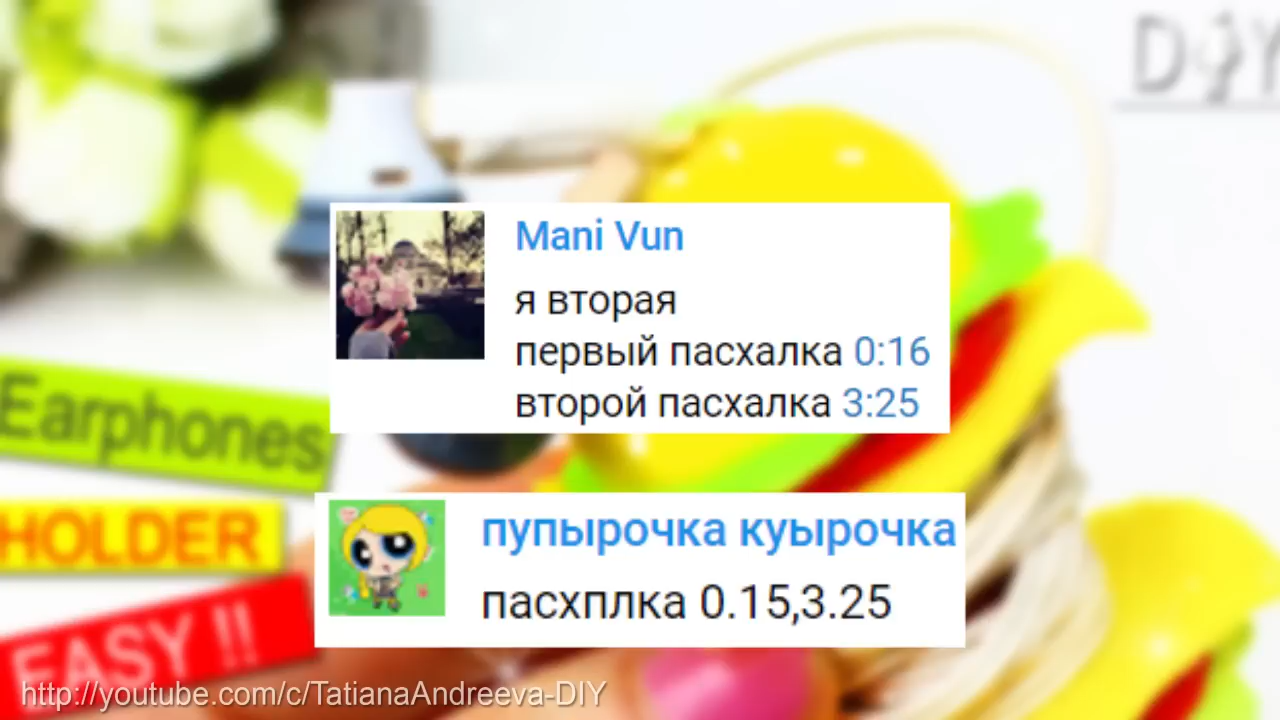 DIY
Mani Vun
я вторая
первый пасхалка 0:16
второй пасхалка 3:25
Earphones
HOLDER
EASY !!
пупырочка куырочка
пасхплка 0.15,3.25
http://youtube.com/c/TatianaAndreeva-DIY